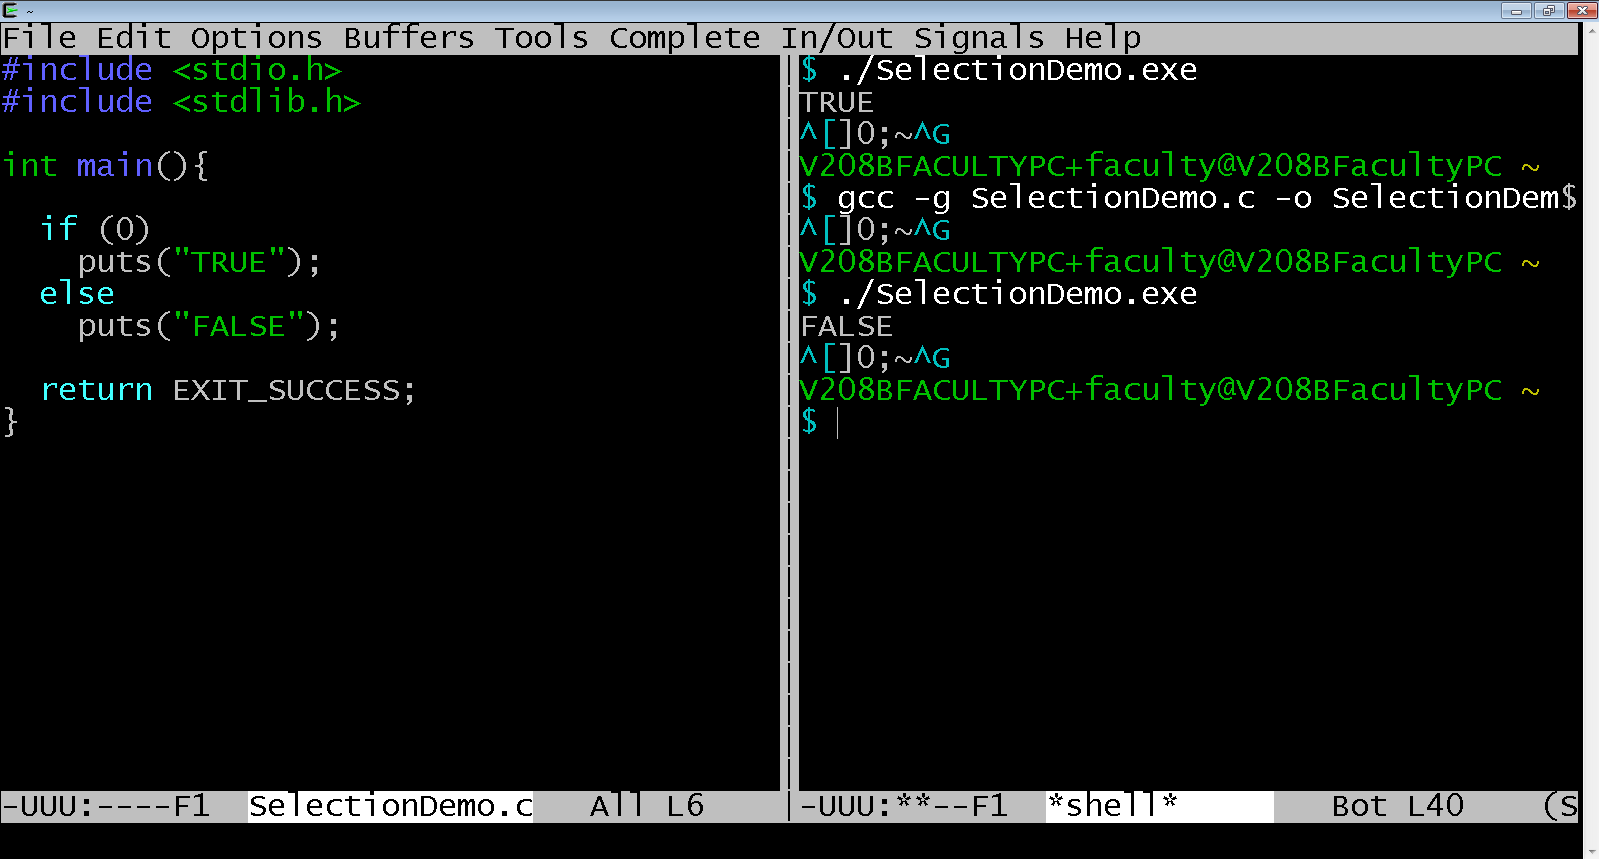 ~
File Edit Options Buffers Tools Complete In/Out Signals Help
#include <stdio.h>
#include <stdlib.h>
int main(){
if (0)
puts("TRUE");
else
puts("FALSE");
return EXIT_SUCCESS;
}
-UUU:----F1 SelectionDemo.c All L6
$ ./SelectionDemo.exe
TRUE
^[]0;~^G
V208BFACULTYPC+faculty@V208BFacultyPC ~
$ gcc -g SelectionDemo.c -o SelectionDem$
^[]0;~^G
V208BFACULTYPC+faculty@V208BFacultyPC ~
$ ./SelectionDemo.exe
FALSE
^[]0;~^G
V208BFACULTYPC+faculty@V208BFacultyPC ~
$
-UUU:**--F1 *shell* Bot L40 (S